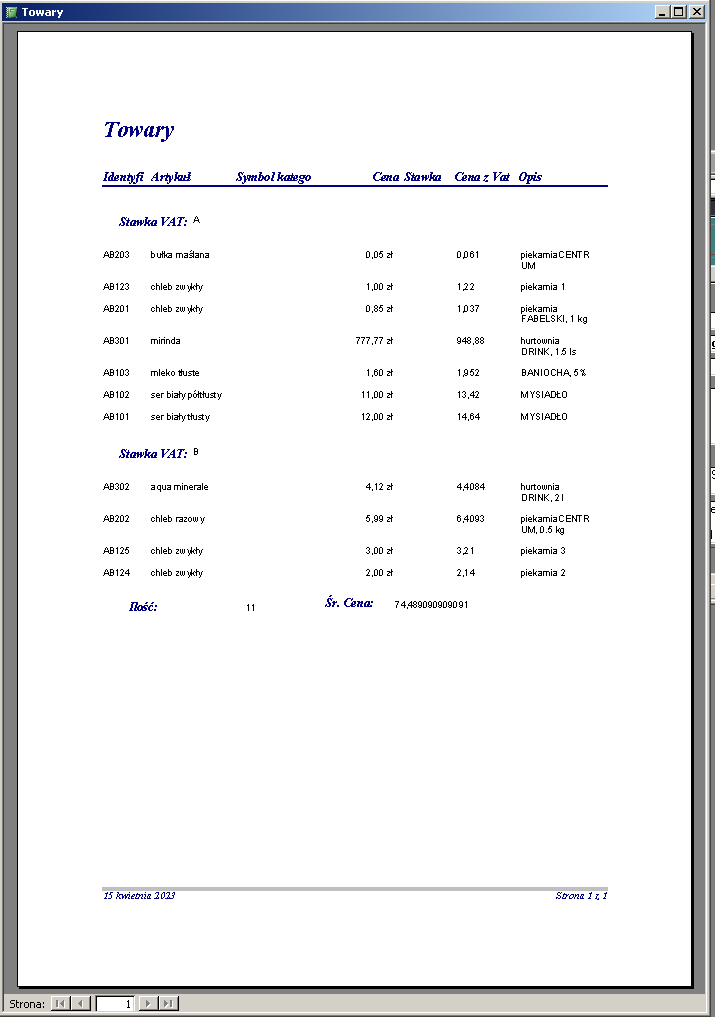 Towary
Towary
Identyfi Artykuł Symbol katego Cena Stawka Cena z Vat Opis
Stawka VAT: A
AB203 bułka maślana 0,05 zł 0,061 piekarniaCENTR
UM
AB123 chleb zwykły 1,00 zł 1,22 piekarnia 1
AB201 chleb zwykły 0,85 zł 1,037 piekarnia
FABELSKI, 1 kg
AB301 mirinda 777,77 zł 948,88 hurtownia
DRINK, 1.5 ls
AB103 mleko tłuste 1,60 zł 1,952 BANIOCHA, 5%
AB102 ser biały półtłusty 11,00 zł 13,42 MYSIADŁO
AB101 ser biały tłusty 12,00 zł 14,64 MYSIADŁO
Stawka VAT: B
AB302 aqua minerale 4,12 zł 4,4084 hurtownia
DRINK, 2 l
AB202 chleb razowy 5,99 zł 6,4093 piekarniaCENTR
UM, 0.5 kg
AB125 chleb zwykły 3,00 zł 3,21 piekarnia 3
AB124 chleb zwykły 2,00 zł 2,14 piekarnia 2
Ilość: 11 Śr. Cena: 74,489090909091
15 kwietnia 2023 Strona 1 z 1
Strona: 1